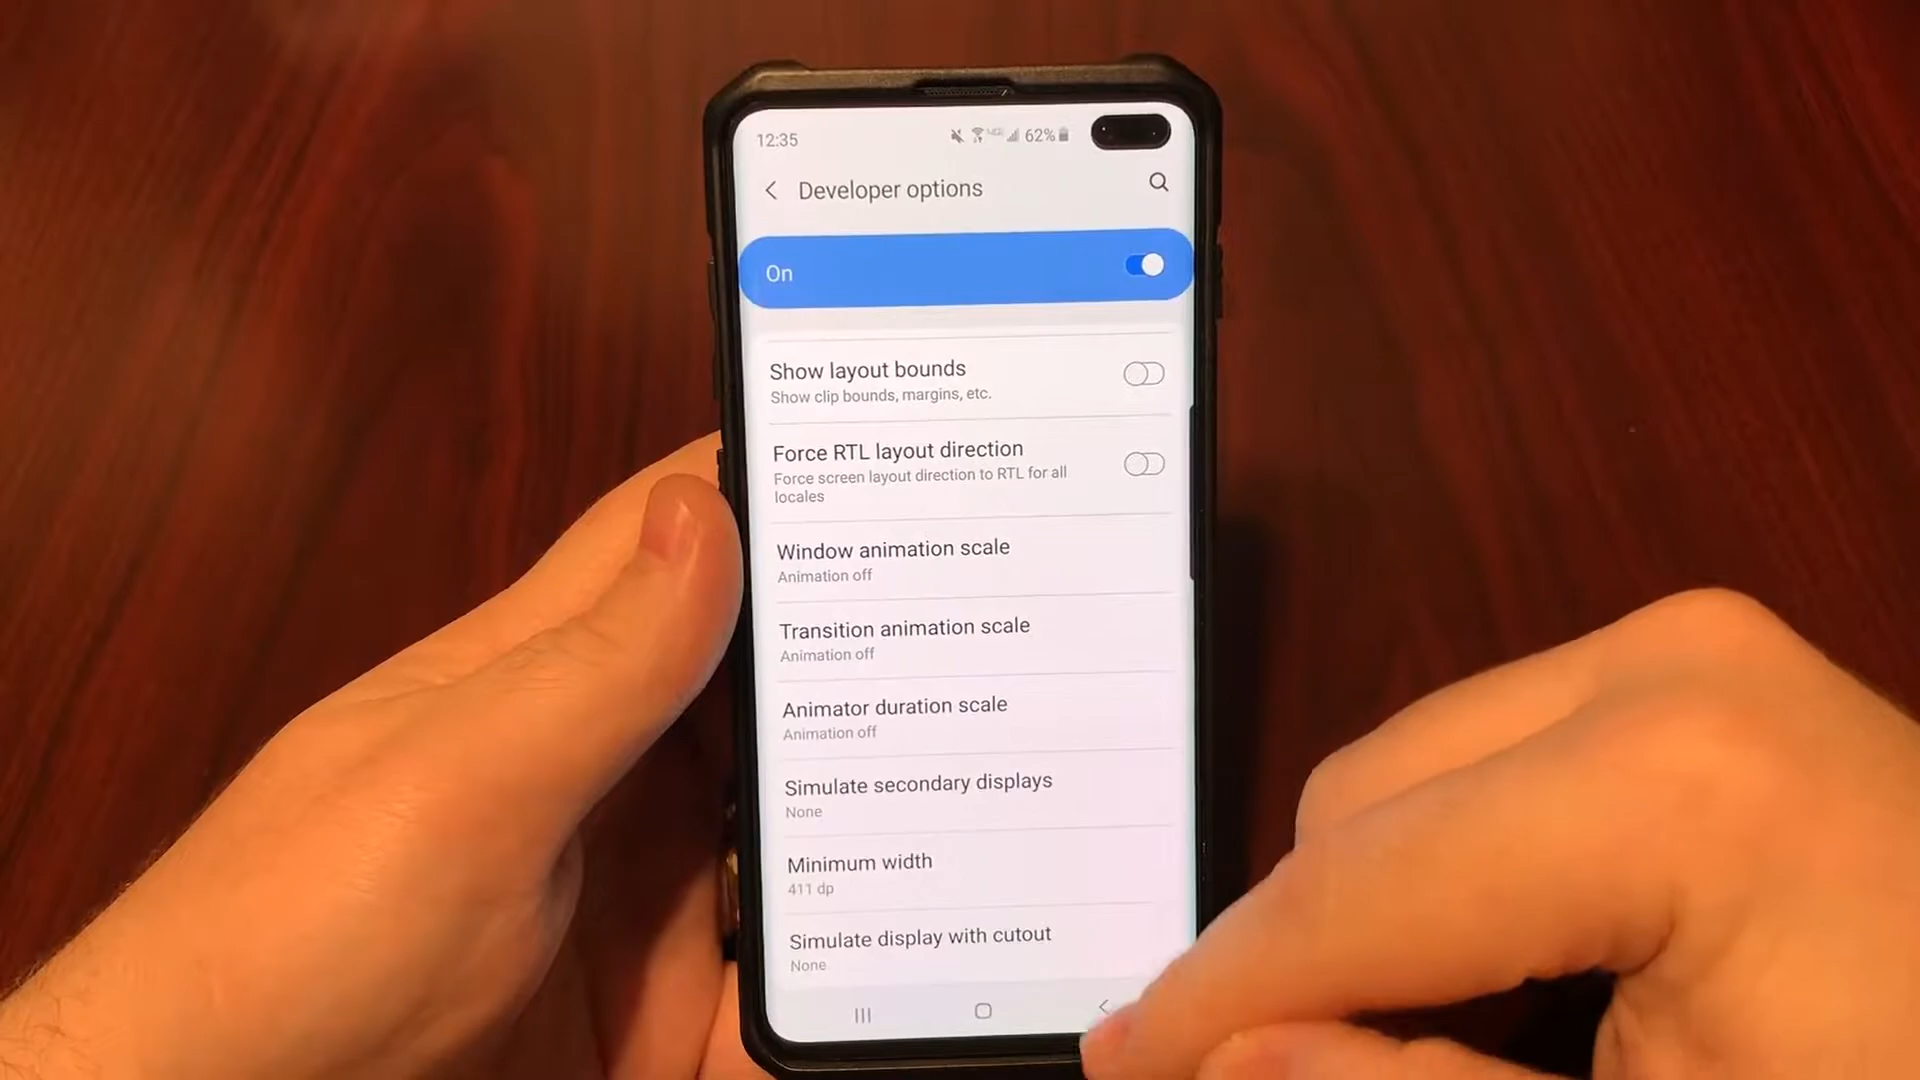 12:35
62%
Developer options
On
Show layout bounds
Show clip bounds, margins, etc.
Force RTL layout direction
Force screen layout direction to RTL for all
locales
Window animation scale
Animation off
Transition animation scale
Animation off
Animator duration scale
Animation off
Simulate secondary displays
None
Minimum width
411 dp
Simulate display with cutout
None